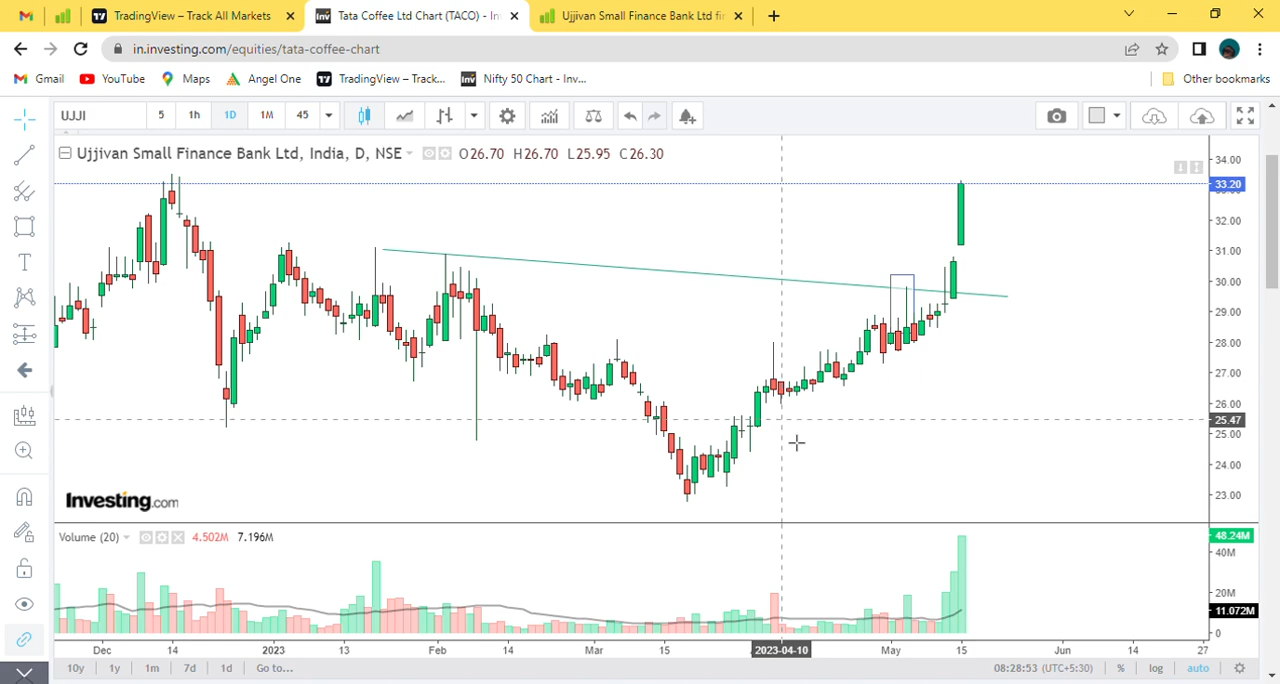 TradingView – Track All Markets
Tata Coffee Ltd Chart (TACO) - In
Ujjivan Small Finance Bank Ltd fir
in.investing.com/equities/tata-coffee-chart
Gmail YouTube Maps Angel One TradingView – Track... Nifty 50 Chart - Inv... Other bookmarks
UJJI 5 1h 1D 1M 45
Ujjivan Small Finance Bank Ltd, India, D, NSE O26.70 H26.70 L25.95 C26.30
34.00
33.20
32.00
31.00
30.00
29.00
28.00
27.00
26.00
25.47
25.00
24.00
23.00
Investing.com
Volume (20) 4.502M 7.196M
48.24M
40M
20M
11.072M
0
Dec 14 2023 13 Feb 14 Mar 15 2023-04-10 May 15 Jun 14 27
10y 1y 1m 7d 1d Go to... 08:28:53 (UTC+5:30) % log auto